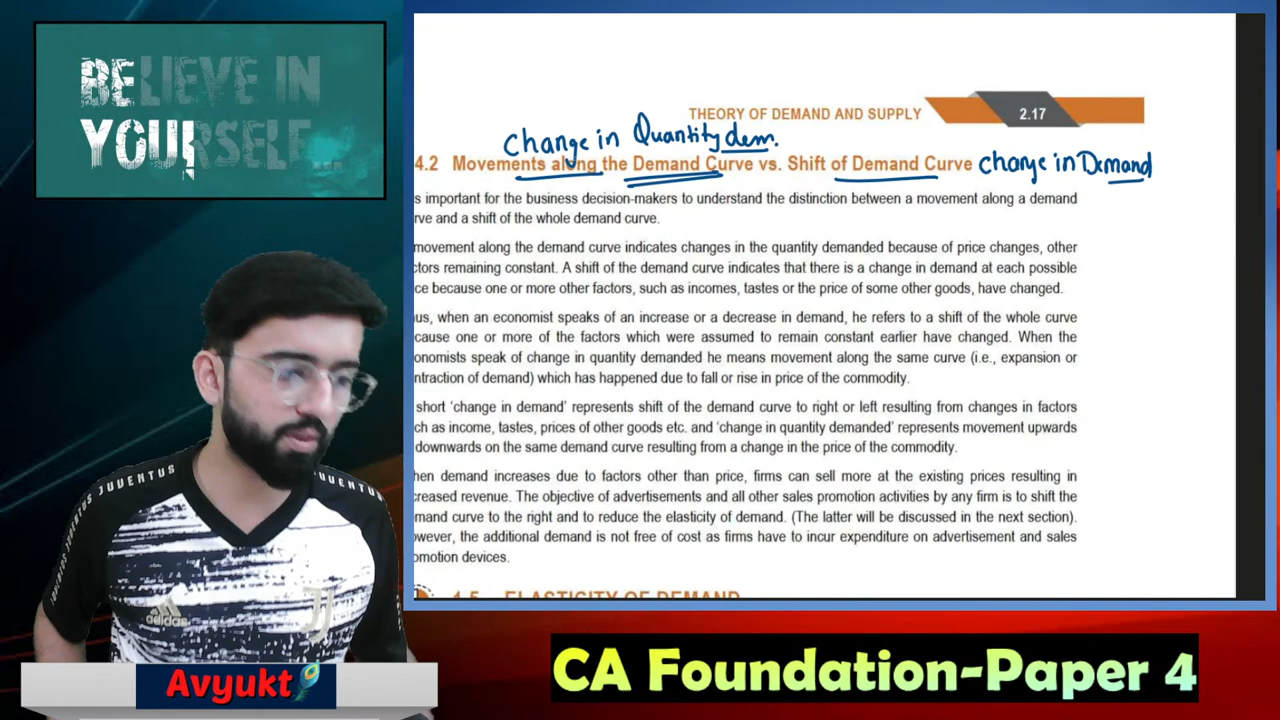 BELIEVE IN
YOURSELF...
THEORY OF DEMAND AND SUPPLY
2.17
change in Quantity dem.
4.2 Movements along the Demand Curve vs. Shift of Demand Curve change in Demand
s important for the business decision-makers to understand the distinction between a movement along a demand
rve and a shift of the whole demand curve.
movement along the demand curve indicates changes in the quantity demanded because of price changes, other
ctors remaining constant. A shift of the demand curve indicates that there is a change in demand at each possible
ce because one or more other factors, such as incomes, tastes or the price of some other goods, have changed.
us, when an economist speaks of an increase or a decrease in demand, he refers to a shift of the whole curve
cause one or more of the factors which were assumed to remain constant earlier have changed. When the
onomists speak of change in quantity demanded he means movement along the same curve (i.e., expansion or
ntraction of demand) which has happened due to fall or rise in price of the commodity.
short 'change in demand' represents shift of the demand curve to right or left resulting from changes in factors
ch as income, tastes, prices of other goods etc. and 'change in quantity demanded' represents movement upwards
downwards on the same demand curve resulting from a change in the price of the commodity.
hen demand increases due to factors other than price, firms can sell more at the existing prices resulting in
creased revenue. The objective of advertisements and all other sales promotion activities by any firm is to shift the
mand curve to the right and to reduce the elasticity of demand. (The latter will be discussed in the next section).
owever, the additional demand is not free of cost as firms have to incur expenditure on advertisement and sales
omotion devices.
4.5 ELASTICITY OF DEMAND
JUVENTUS
JUVENTUS
adidas
Avyukt
CA Foundation-Paper 4